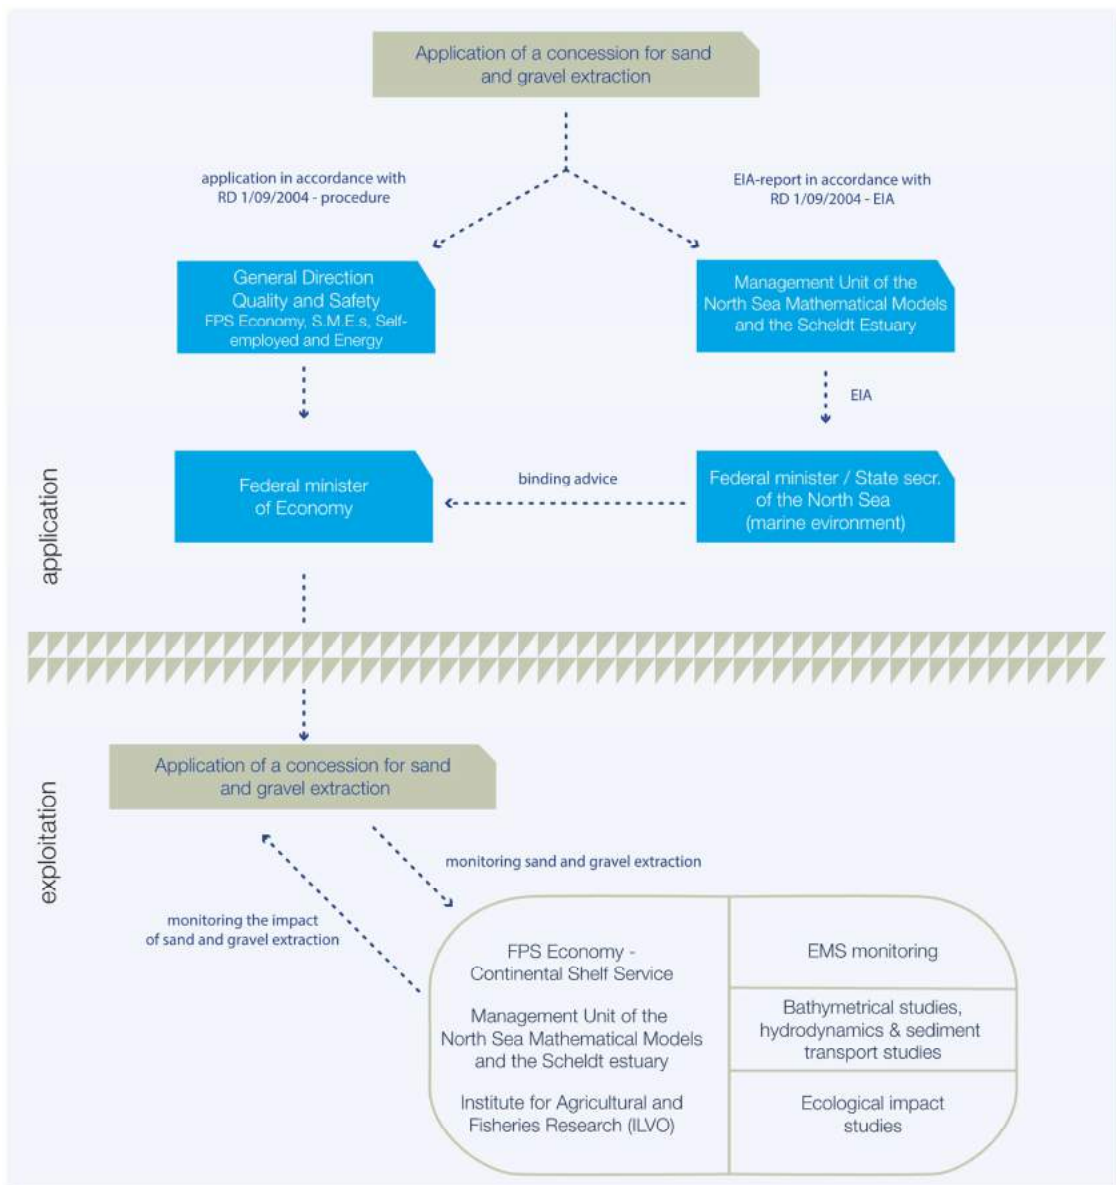 Application of a concession for sand
and gravel extraction
application in accordance with
RD 1/09/2004 - procedure
EIA-report in accordance with
RD 1/09/2004 - EIA
General Direction
Quality and Safety
FPS Economy, S.M.E.s, Self-
employed and Energy
Management Unit of the
North Sea Mathematical Models
and the Scheldt Estuary
EIA
application
Federal minister
of Economy
binding advice
Federal minister / State secr.
of the North Sea
(marine evironment)
exploitation
Application of a concession for sand
and gravel extraction
monitoring sand and gravel extraction
monitoring the impact
of sand and gravel extraction
FPS Economy -
Continental Shelf Service
Management Unit of the
North Sea Mathematical Models
and the Scheldt estuary
Institute for Agricultural and
Fisheries Research (ILVO)
EMS monitoring
Bathymetrical studies,
hydrodynamics & sediment
transport studies
Ecological impact
studies